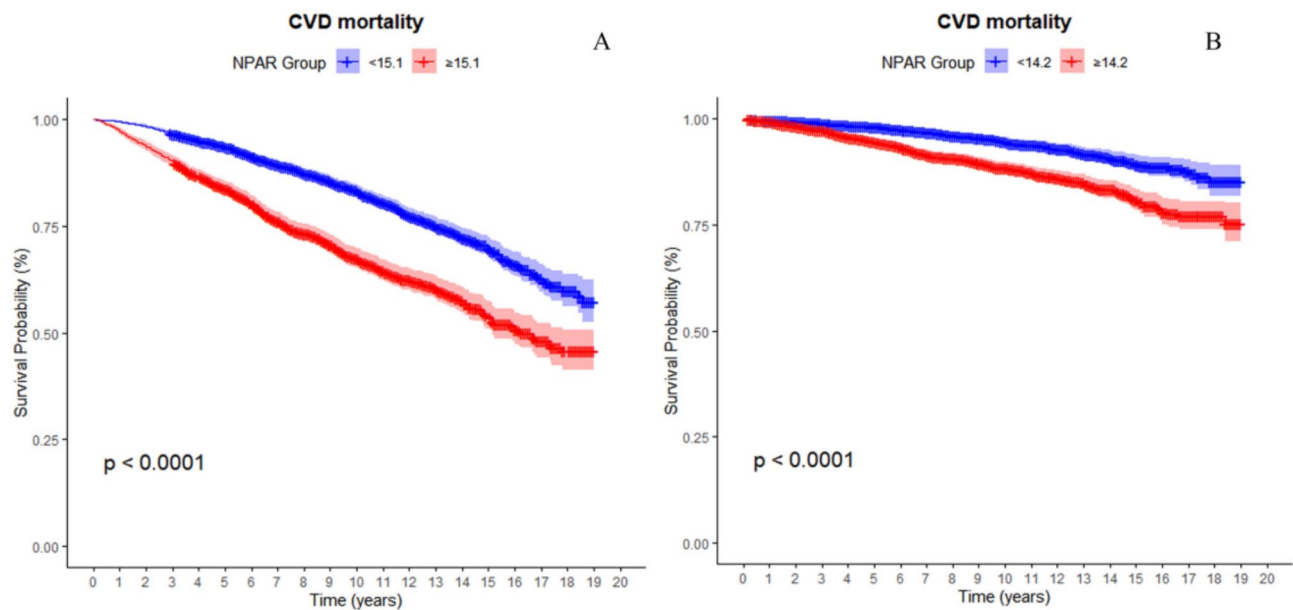 CVD mortality
A
NPAR Group <15.1 ≥15.1
1.00
0.75
0.50
0.25
0.00
Survival Probability (%)
p < 0.0001
0 1 2 3 4 5 6 7 8 9 10 11 12 13 14 15 16 17 18 19 20
Time (years)
CVD mortality
B
NPAR Group <14.2 ≥14.2
1.00
0.75
0.50
0.25
0.00
Survival Probability (%)
p < 0.0001
0 1 2 3 4 5 6 7 8 9 10 11 12 13 14 15 16 17 18 19 20
Time (years)